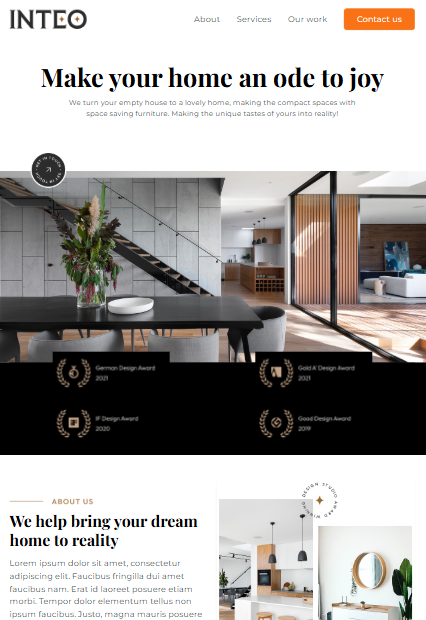 INTEO
About Services Our work Contact us
Make your home an ode to joy
We turn your empty house to a lovely home, making the compact spaces with
space saving furniture. Making the unique tastes of yours into reality!
GET IN TOUCH
German Design Award
2021
Gold A' Design Award
2021
IF Design Award
2020
Good Design Award
2019
ABOUT US
We help bring your dream
home to reality
Lorem ipsum dolor sit amet, consectetur
adipiscing elit. Faucibus fringilla dui amet
faucibus nam. Erat id laoreet posuere etiam
morbi. Tempor dolor elementum tellus non
ipsum faucibus. Justo, magna mauris posuere
DESIGN STUDIO